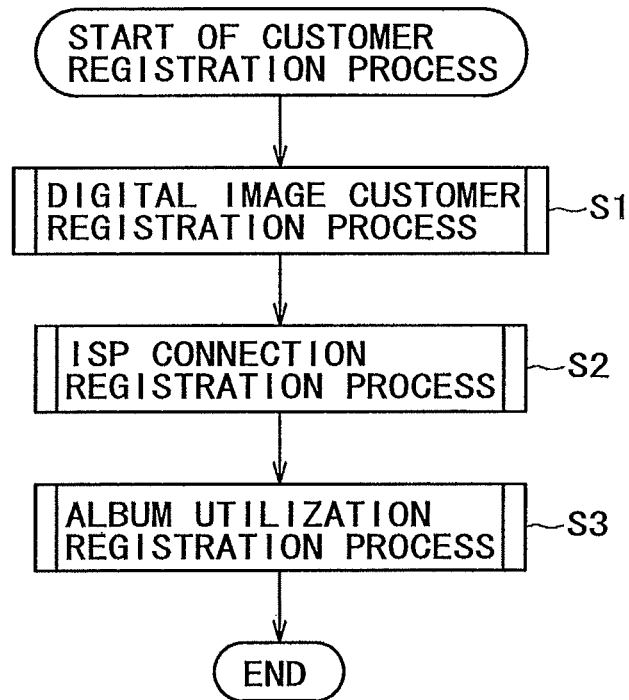 START OF CUSTOMER
REGISTRATION PROCESS
DIGITAL IMAGE CUSTOMER
REGISTRATION PROCESS
S1
ISP CONNECTION
REGISTRATION PROCESS
S2
ALBUM UTILIZATION
REGISTRATION PROCESS
S3
END